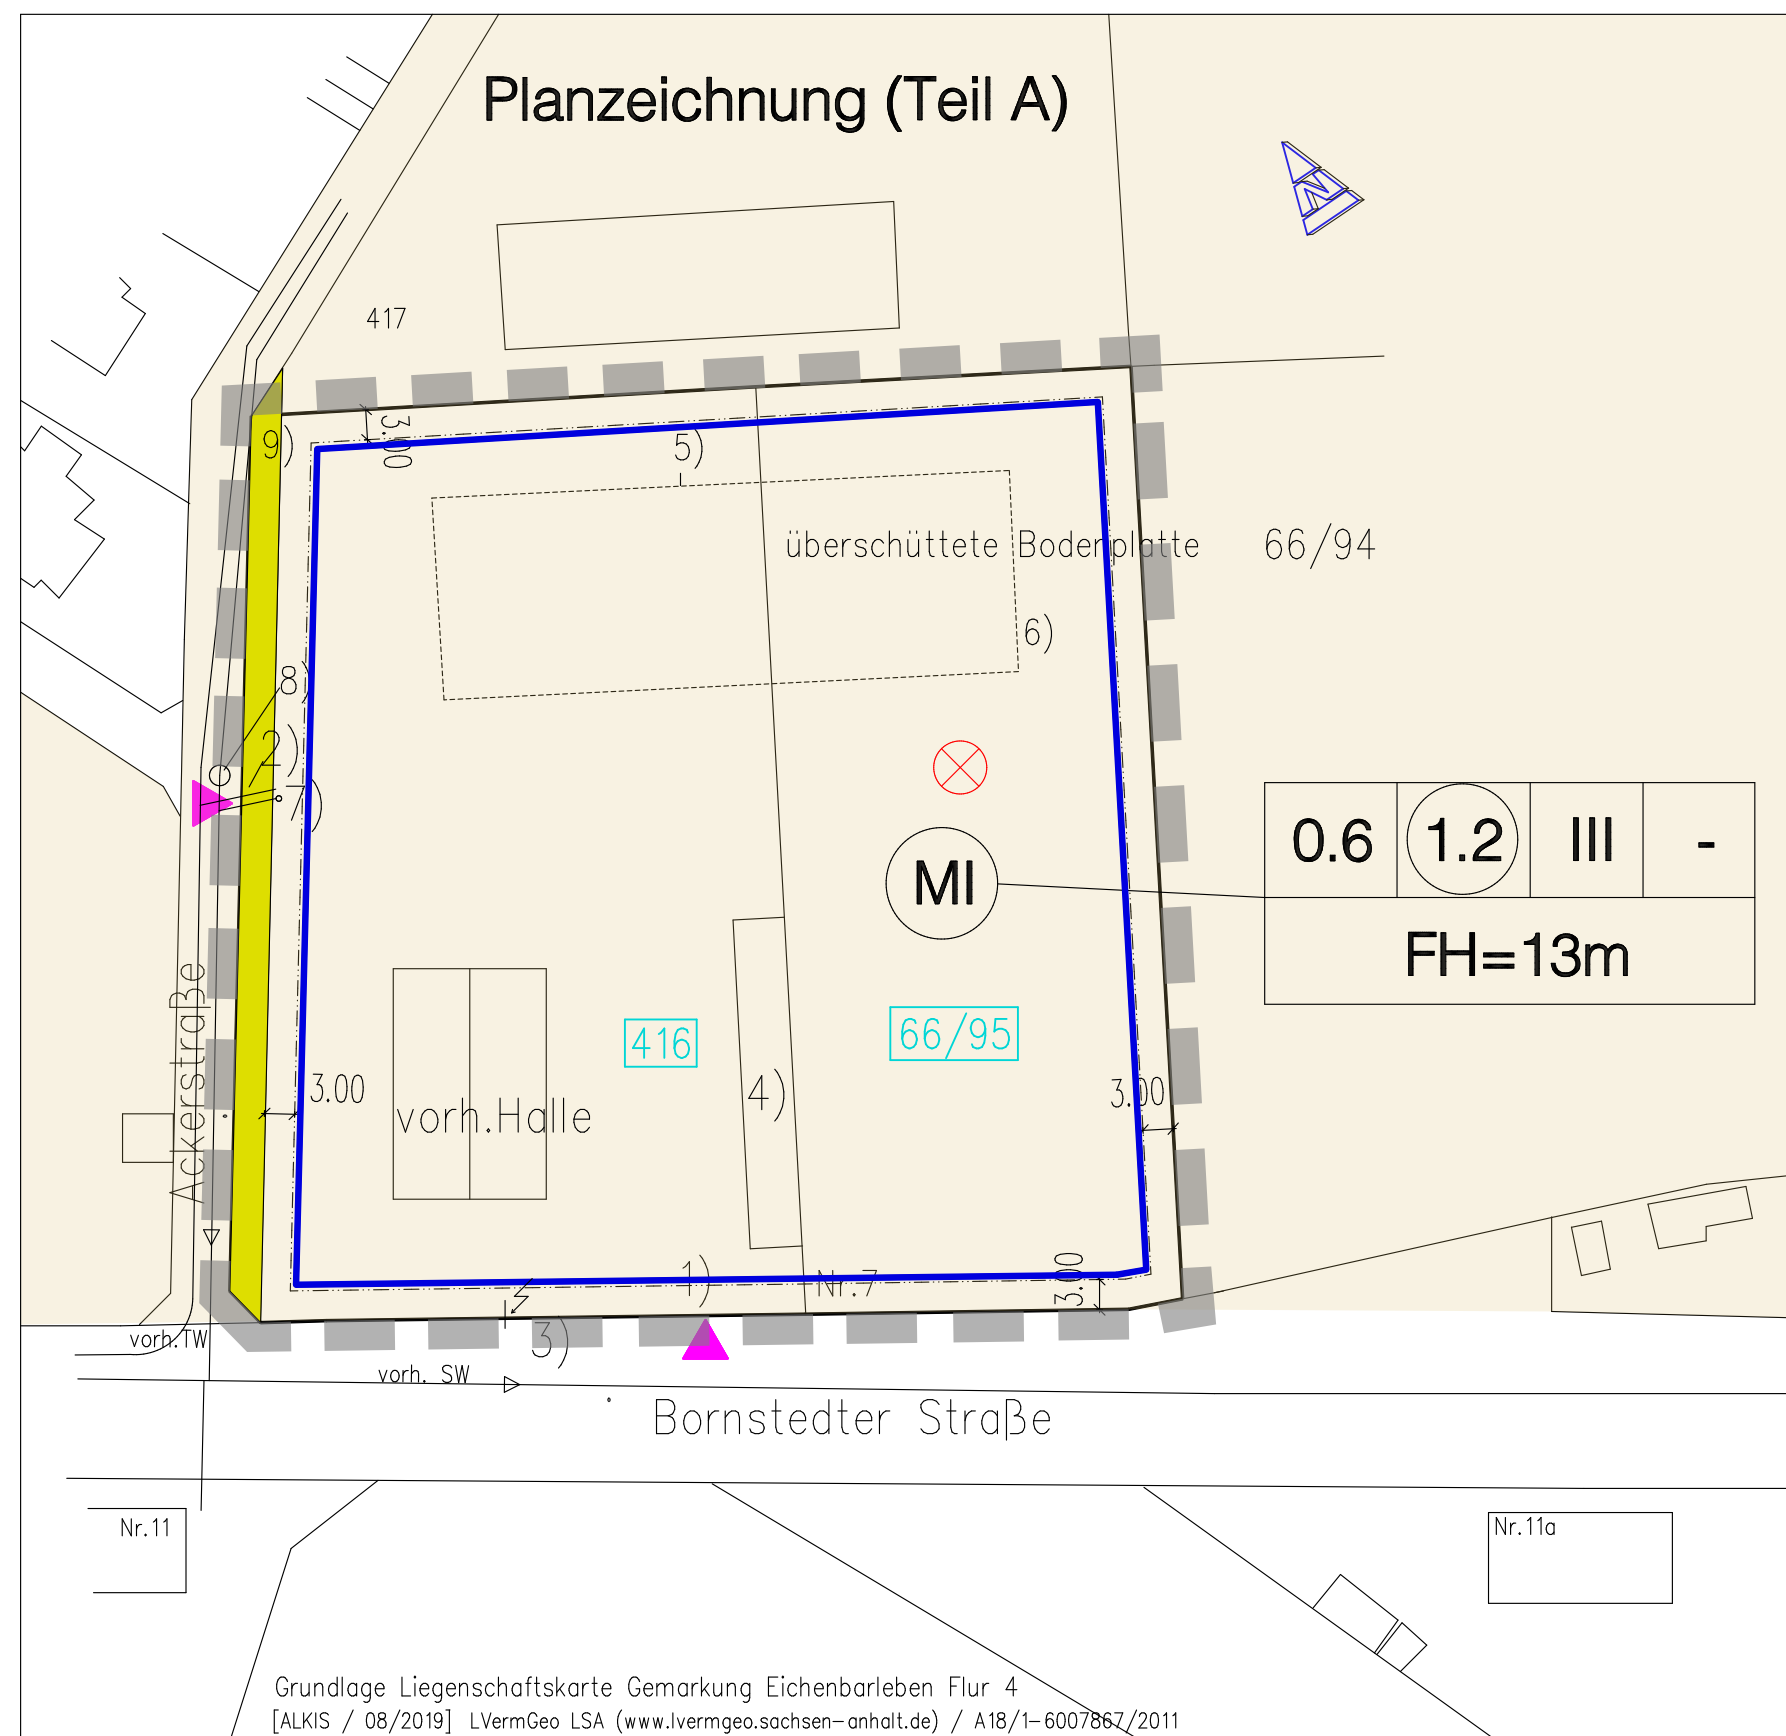 Planzeichnung (Teil A)
N
417
3.00
9)
5)
überschüttete Bodenplatte
66/94
6)
8)
2)
7)
0.6
1.2
III
-
MI
FH=13m
Ackerstraße
416
66/95
3.00
vorh.Halle
4)
3.00
1)
Nr.7
3.00
3)
vorh.TW
vorh. SW
Bornstedter Straße
Nr.11
Nr.11a
Grundlage Liegenschaftskarte Gemarkung Eichenbarleben Flur 4
[ALKIS / 08/2019] LVermGeo LSA (www.lvermgeo.sachsen-anhalt.de) / A18/1-6007867/2011